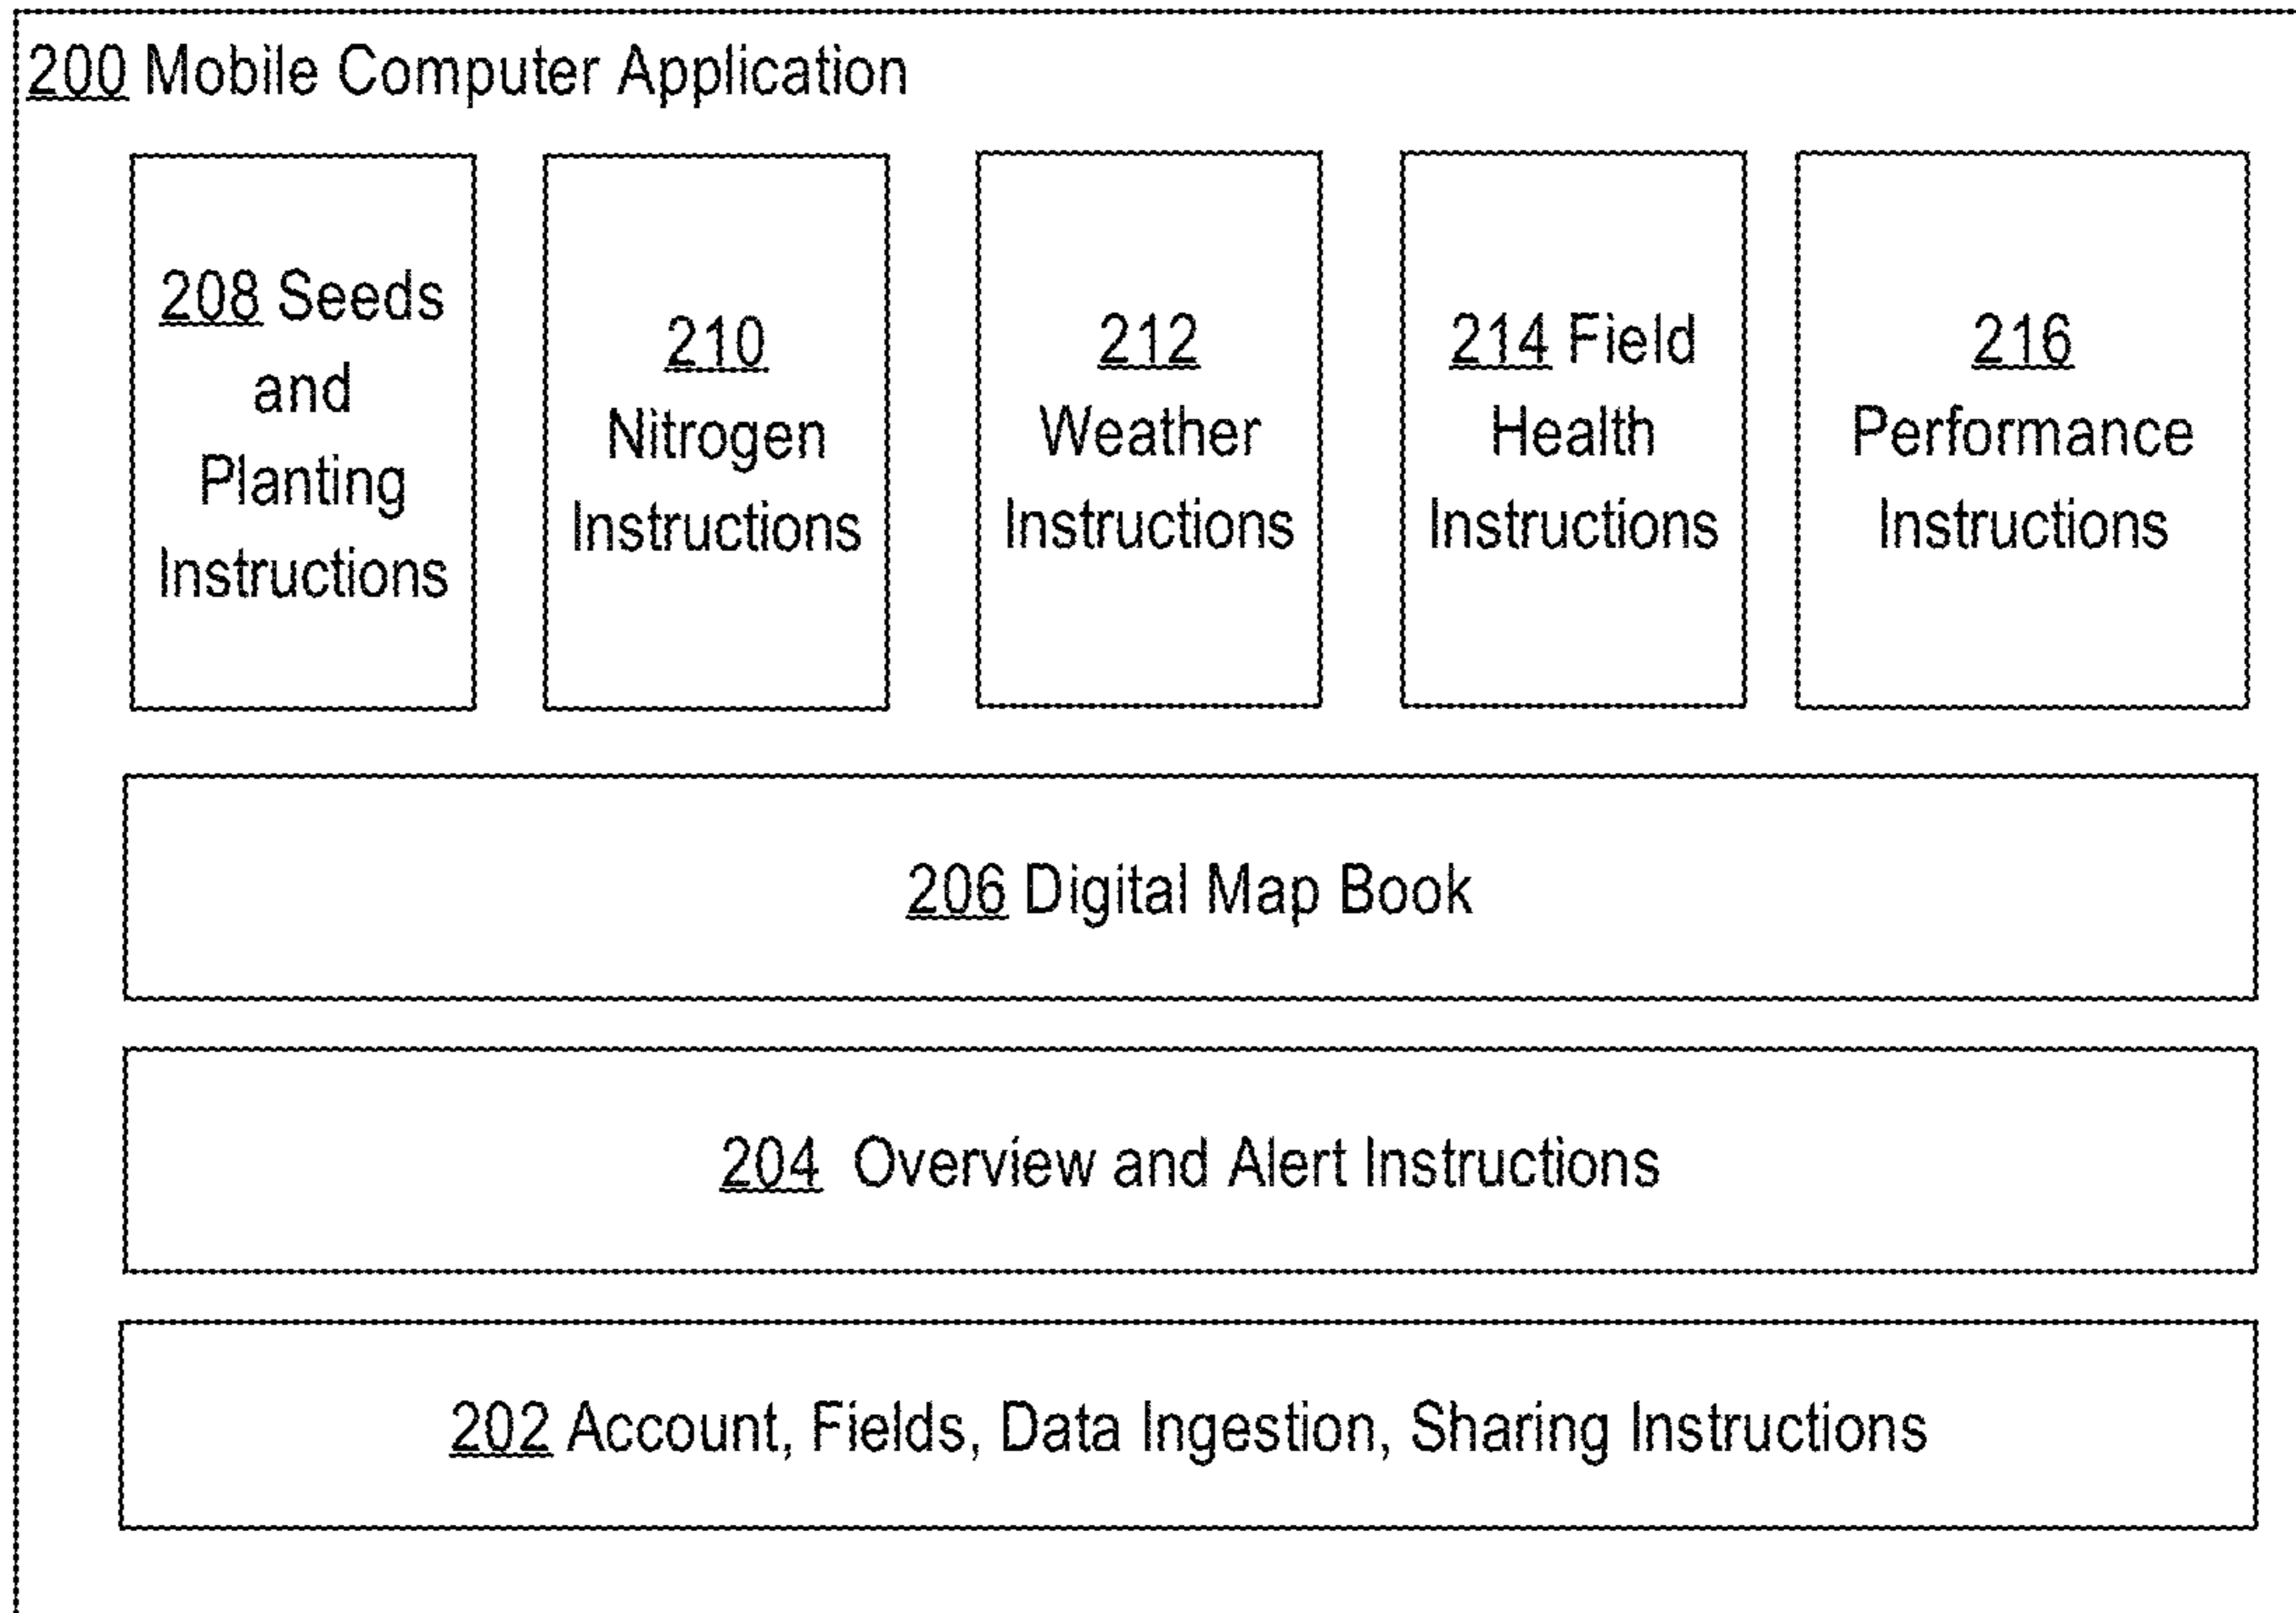 200 Mobile Computer Application
208 Seeds
and
Planting
Instructions
210
Nitrogen
Instructions
212
Weather
Instructions
214 Field
Health
Instructions
216
Performance
Instructions
206 Digital Map Book
204 Overview and Alert Instructions
202 Account, Fields, Data Ingestion, Sharing Instructions